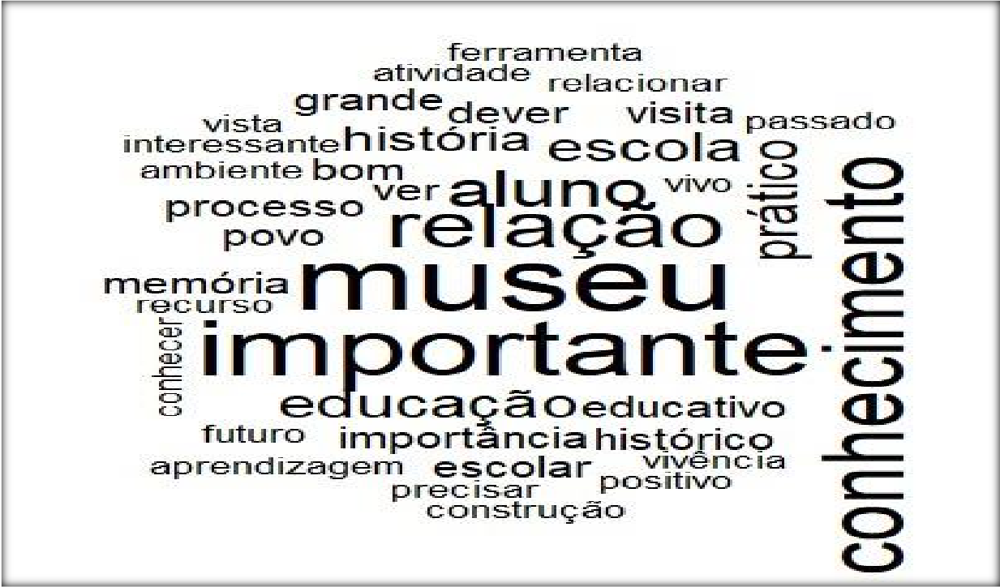 ferramenta
atividade
relacionar
grande
dever
visita
passado
vista
história
escola
interessante
prático
ambiente
bom
conhecimento
ver
aluno
vivo
processo
relação
povo
museu
memória
recurso
importante
conhecer
educação
educativo
futuro
importância
histórico
aprendizagem
escolar
vivência
precisar
positivo
construção